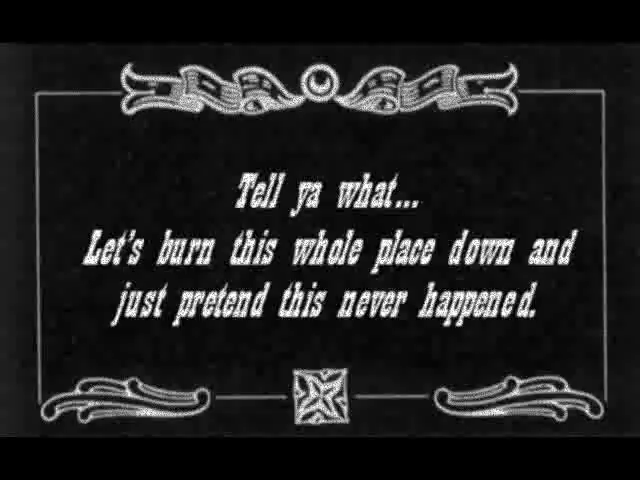 Tell ya what...
Let's burn this whole place down and
just pretend this never happened.